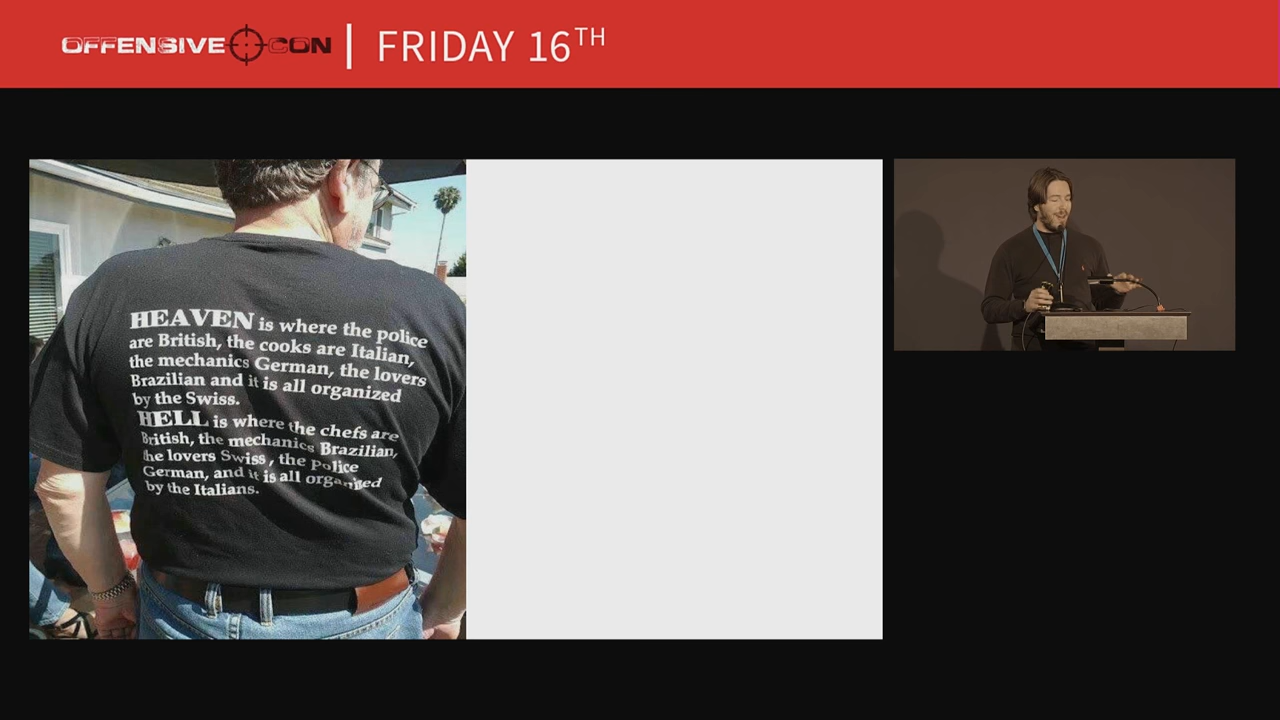 OFFENSIVE CON | FRIDAY 16TH
HEAVEN is where the police
are British, the cooks are Italian,
the mechanics German, the lovers
Brazilian and it is all organized
by the Swiss.
HELL is where the chefs are
British, the mechanics Brazilian,
the lovers Swiss , the Police
German, and it is all organized
by the Italians.